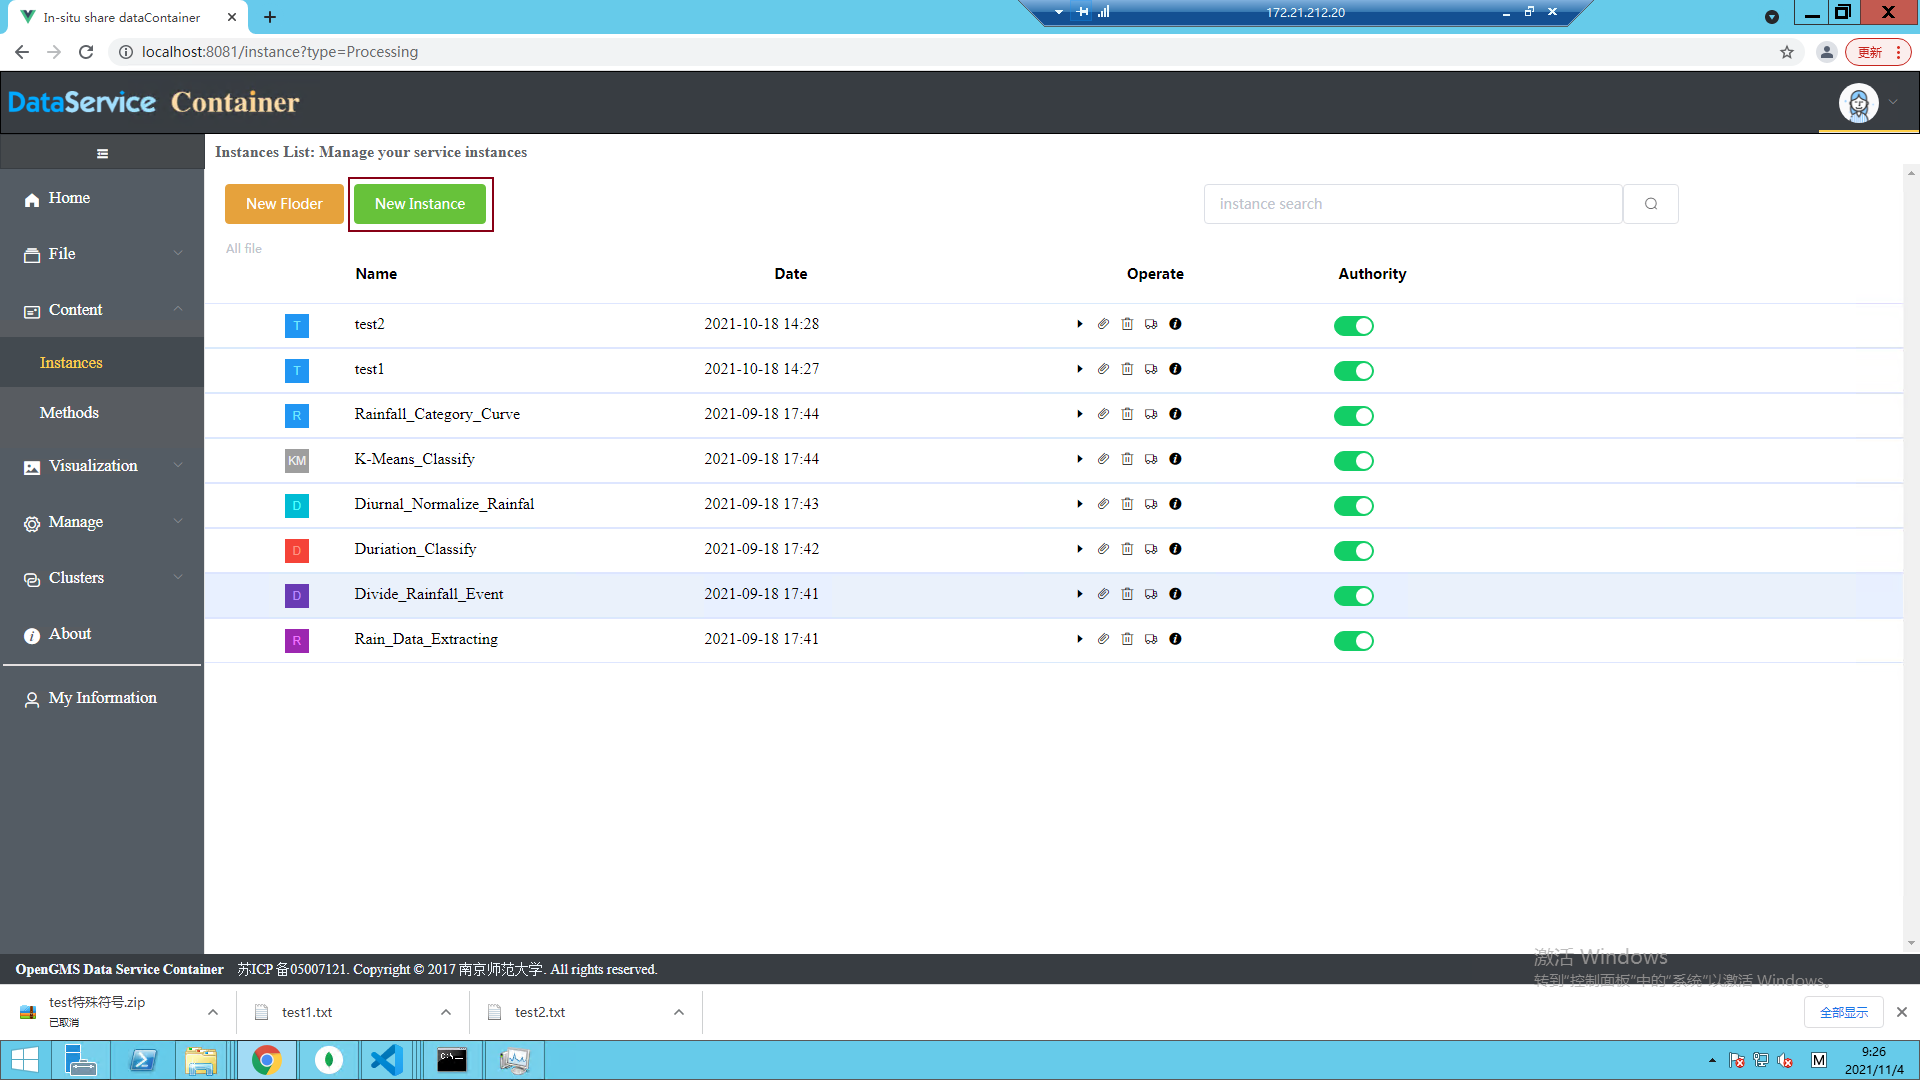 In-situ share dataContainer
172.21.212.20
localhost:8081/instance?type=Processing
更新
DataService Container
Instances List: Manage your service instances
Home
File
Content
Instances
Methods
Visualization
Manage
Clusters
About
My Information
New Floder
New Instance
instance search
All file
Name Date Operate Authority
T test2 2021-10-18 14:28
T test1 2021-10-18 14:27
R Rainfall_Category_Curve 2021-09-18 17:44
KM K-Means_Classify 2021-09-18 17:44
D Diurnal_Normalize_Rainfal 2021-09-18 17:43
D Duriation_Classify 2021-09-18 17:42
D Divide_Rainfall_Event 2021-09-18 17:41
R Rain_Data_Extracting 2021-09-18 17:41
激活 Windows
转到"控制面板"中的"系统"以激活 Windows。
OpenGMS Data Service Container 苏ICP 备05007121. Copyright © 2017 南京师范大学. All rights reserved.
test特殊符号.zip
已取消
test1.txt
test2.txt
全部显示
M
9:26
2021/11/4